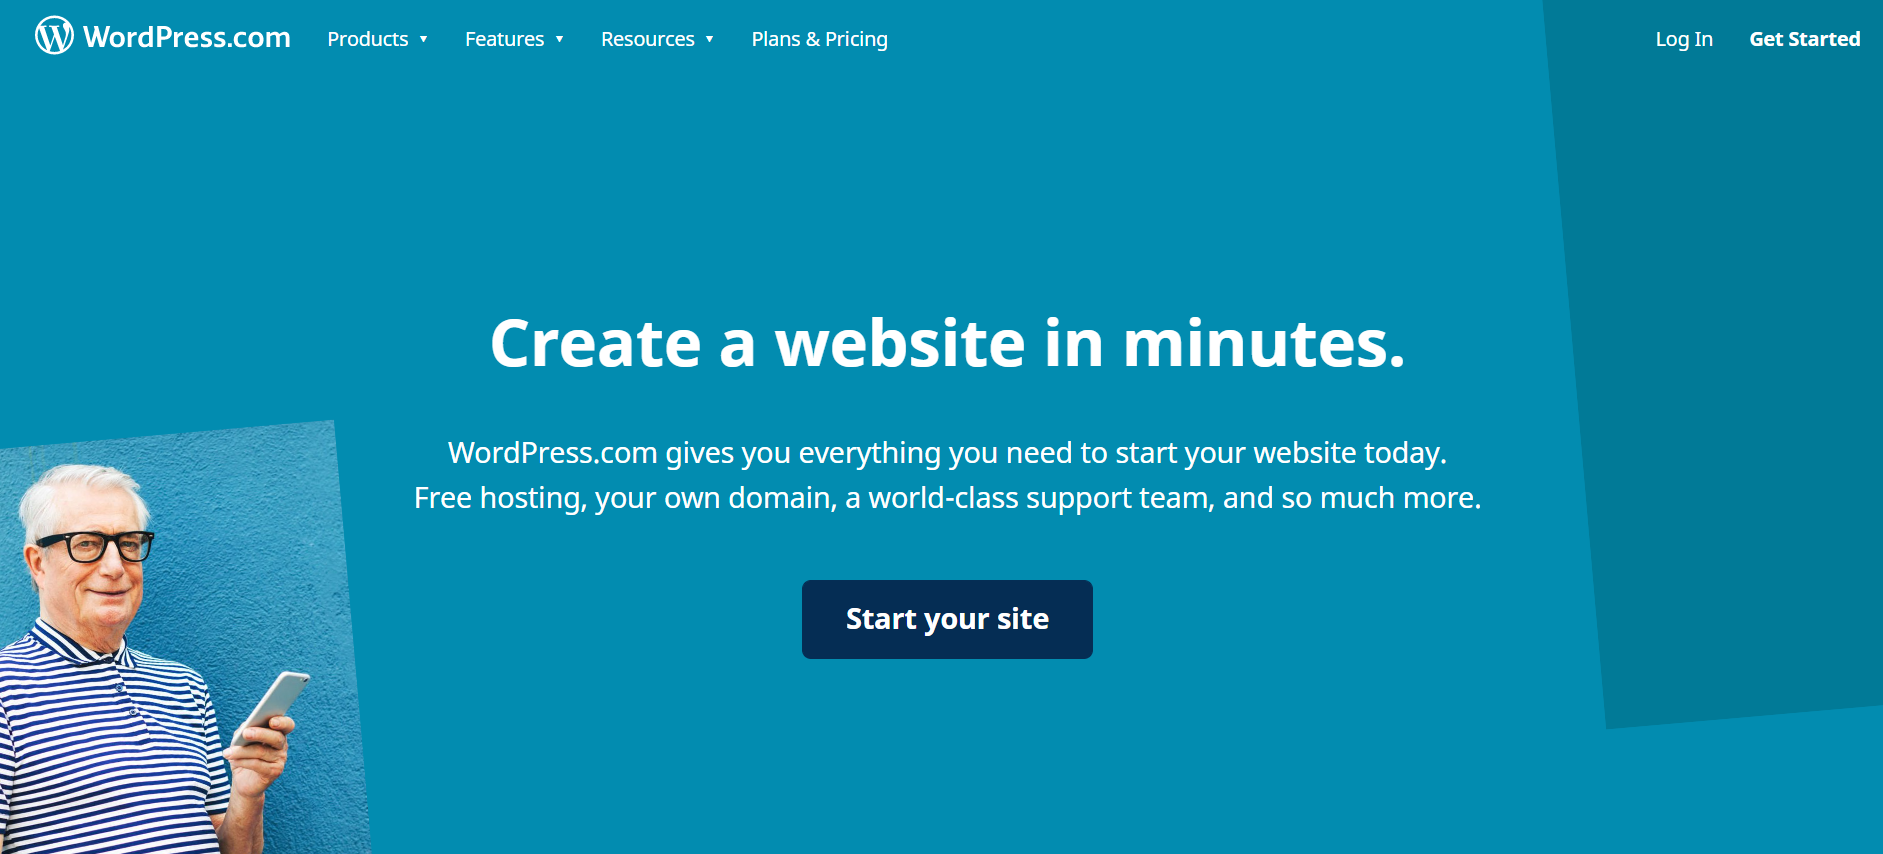 WordPress.com
Products
Features
Resources
Plans & Pricing
Log In
Get Started
Create a website in minutes.
WordPress.com gives you everything you need to start your website today.
Free hosting, your own domain, a world-class support team, and so much more.
Start your site